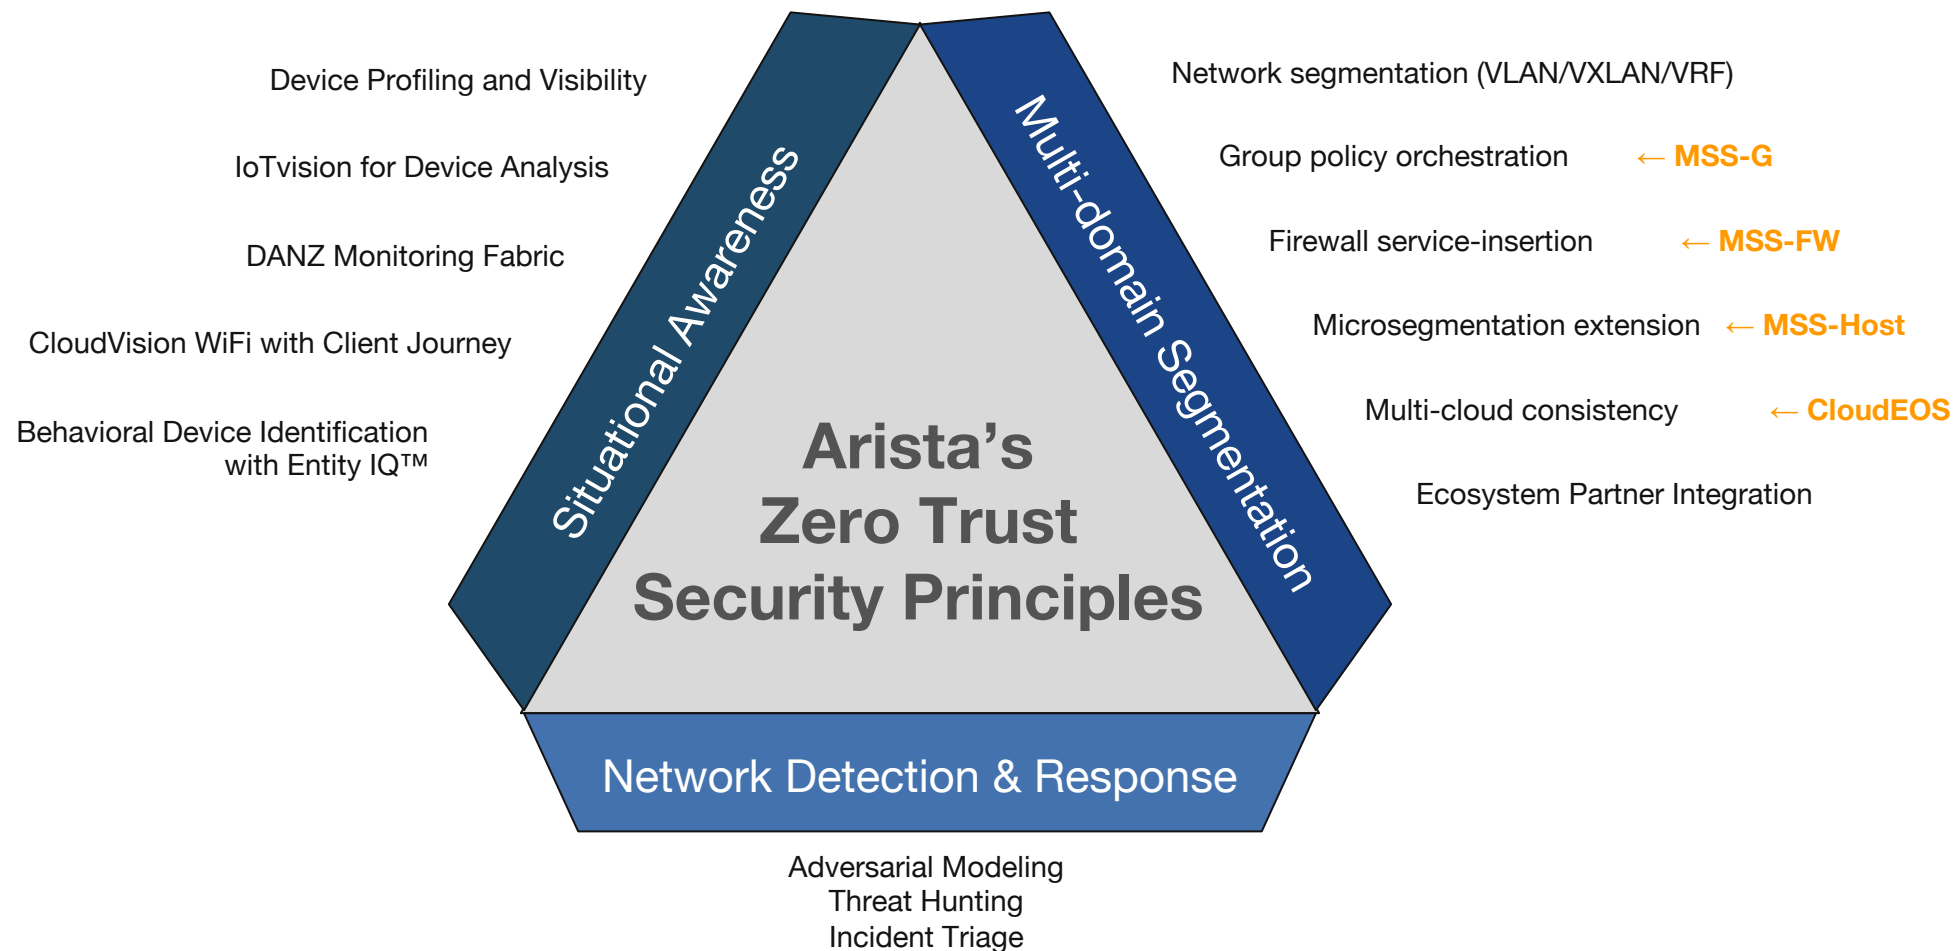 Device Profiling and Visibility
IoTvision for Device Analysis
DANZ Monitoring Fabric
CloudVision WiFi with Client Journey
Behavioral Device Identification
with Entity IQ™
Situational Awareness
Multi-domain Segmentation
Network segmentation (VLAN/VXLAN/VRF)
Group policy orchestration ← MSS-G
Firewall service-insertion ← MSS-FW
Microsegmentation extension ← MSS-Host
Multi-cloud consistency ← CloudEOS
Ecosystem Partner Integration
Arista’s
Zero Trust
Security Principles
Network Detection & Response
Adversarial Modeling
Threat Hunting
Incident Triage